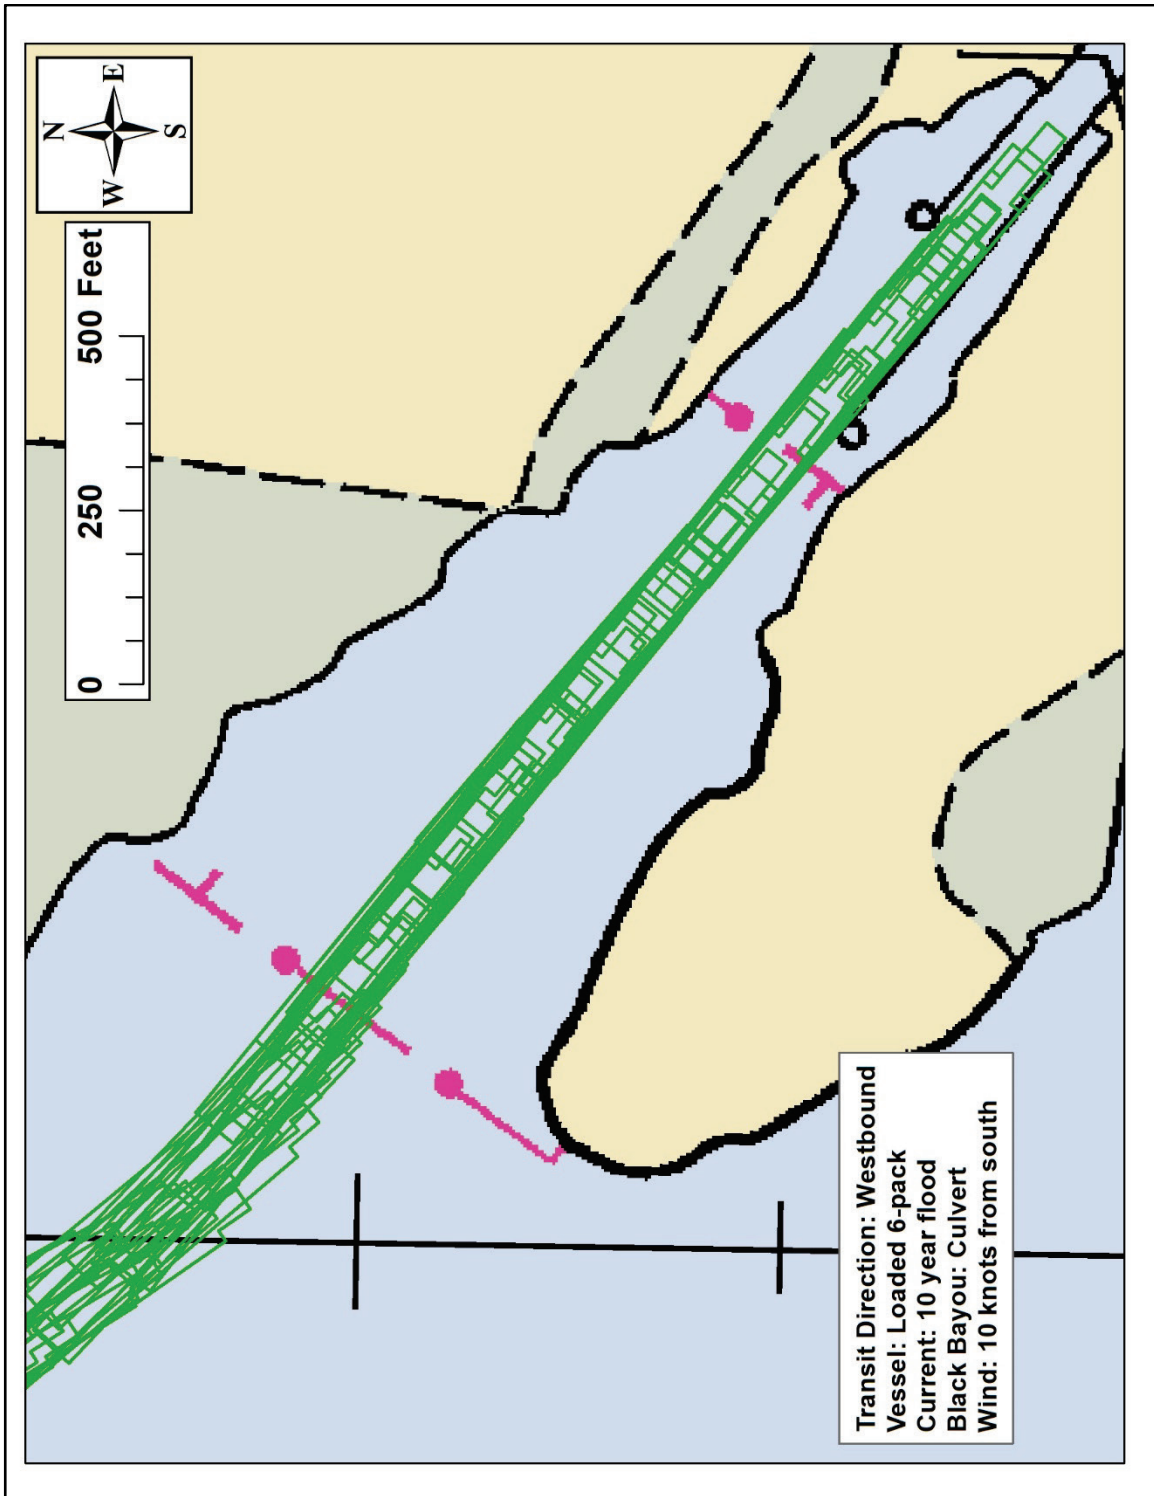 N
W
E
S
0 250 500 Feet
Transit Direction: Westbound
Vessel: Loaded 6-pack
Current: 10 year flood
Black Bayou: Culvert
Wind: 10 knots from south